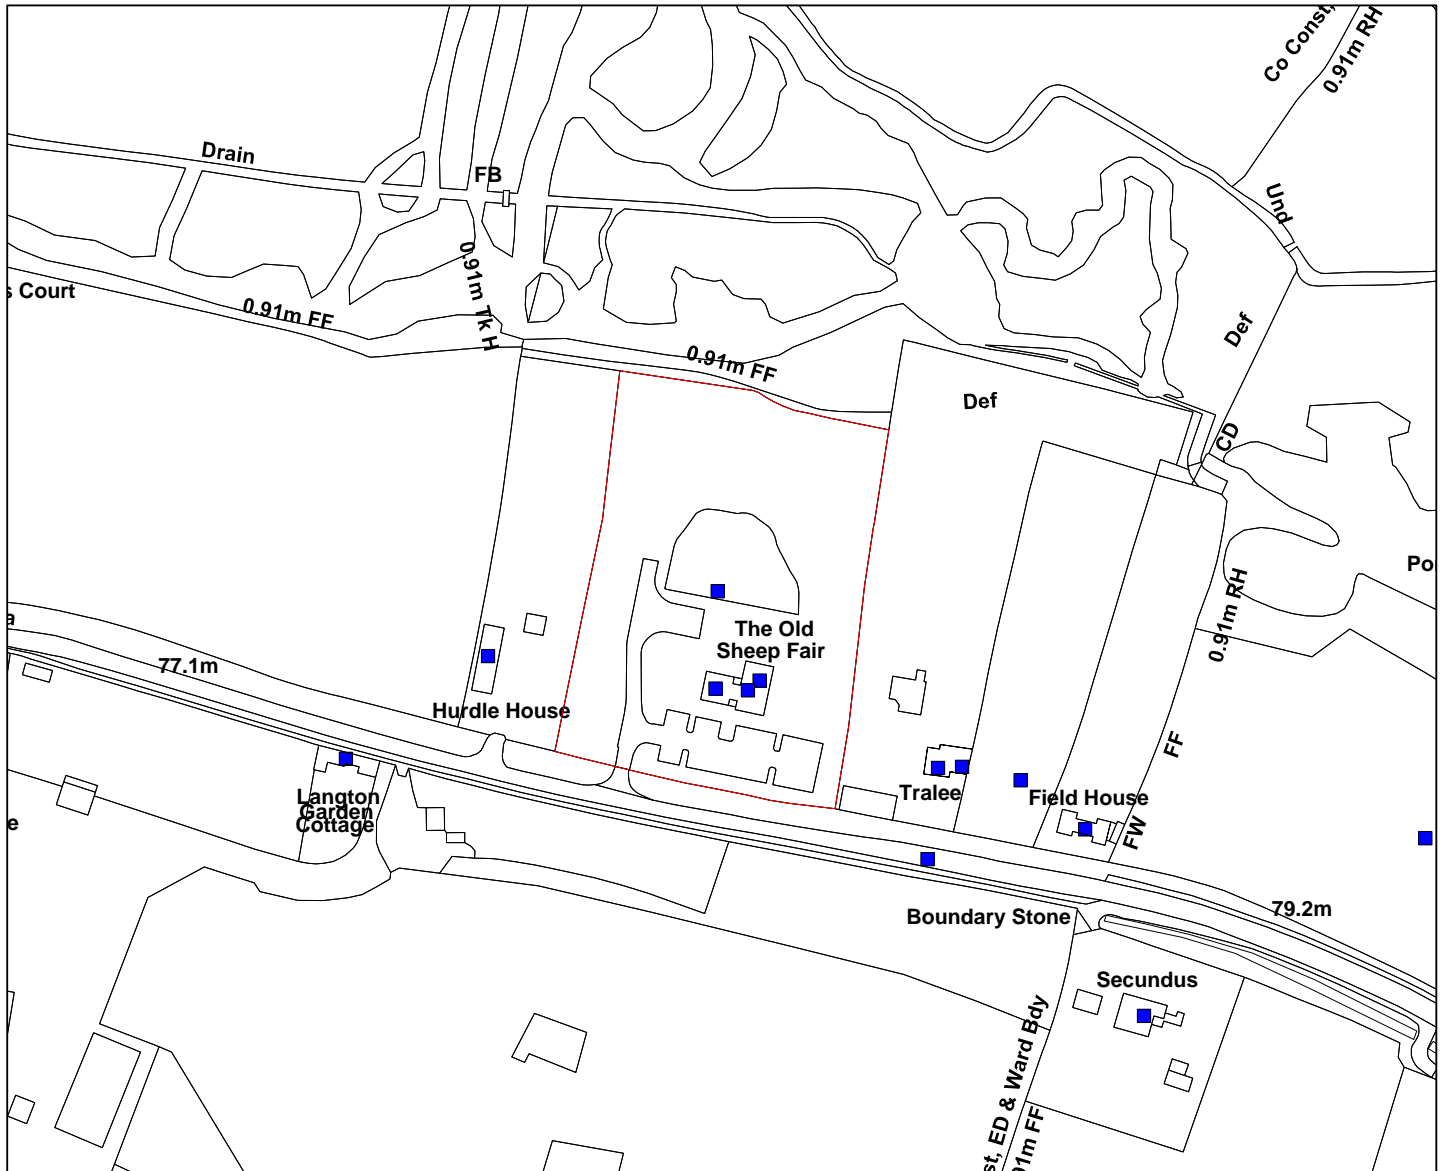 Co Const,
0.91m RH
Drain
FB
Und
0.91m Tk H
s Court
0.91m FF
Def
0.91m FF
Def
CD
Po
0.91m RH
a
The Old
Sheep Fair
77.1m
Hurdle House
FF
Langton
Garden
Cottage
Tralee
Field House
e
FW
79.2m
Boundary Stone
Secundus
st, ED & Ward Bdy
91m FF